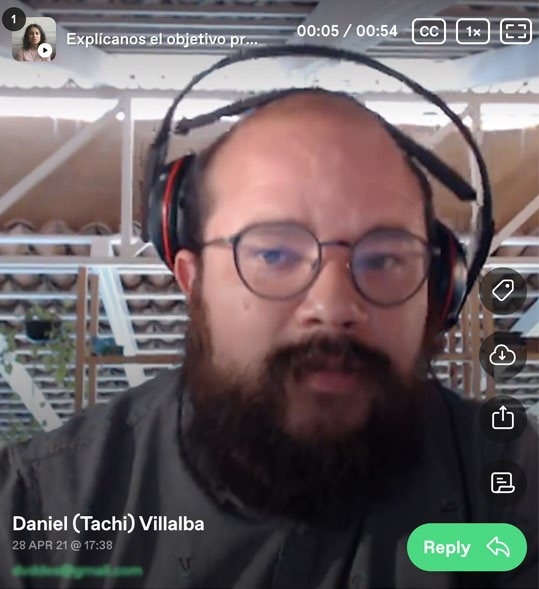 1
Explícanos el objetivo pr...
00:05 / 00:54
CC
1x
Daniel (Tachi) Villalba
28 APR 21 @ 17:38
Reply